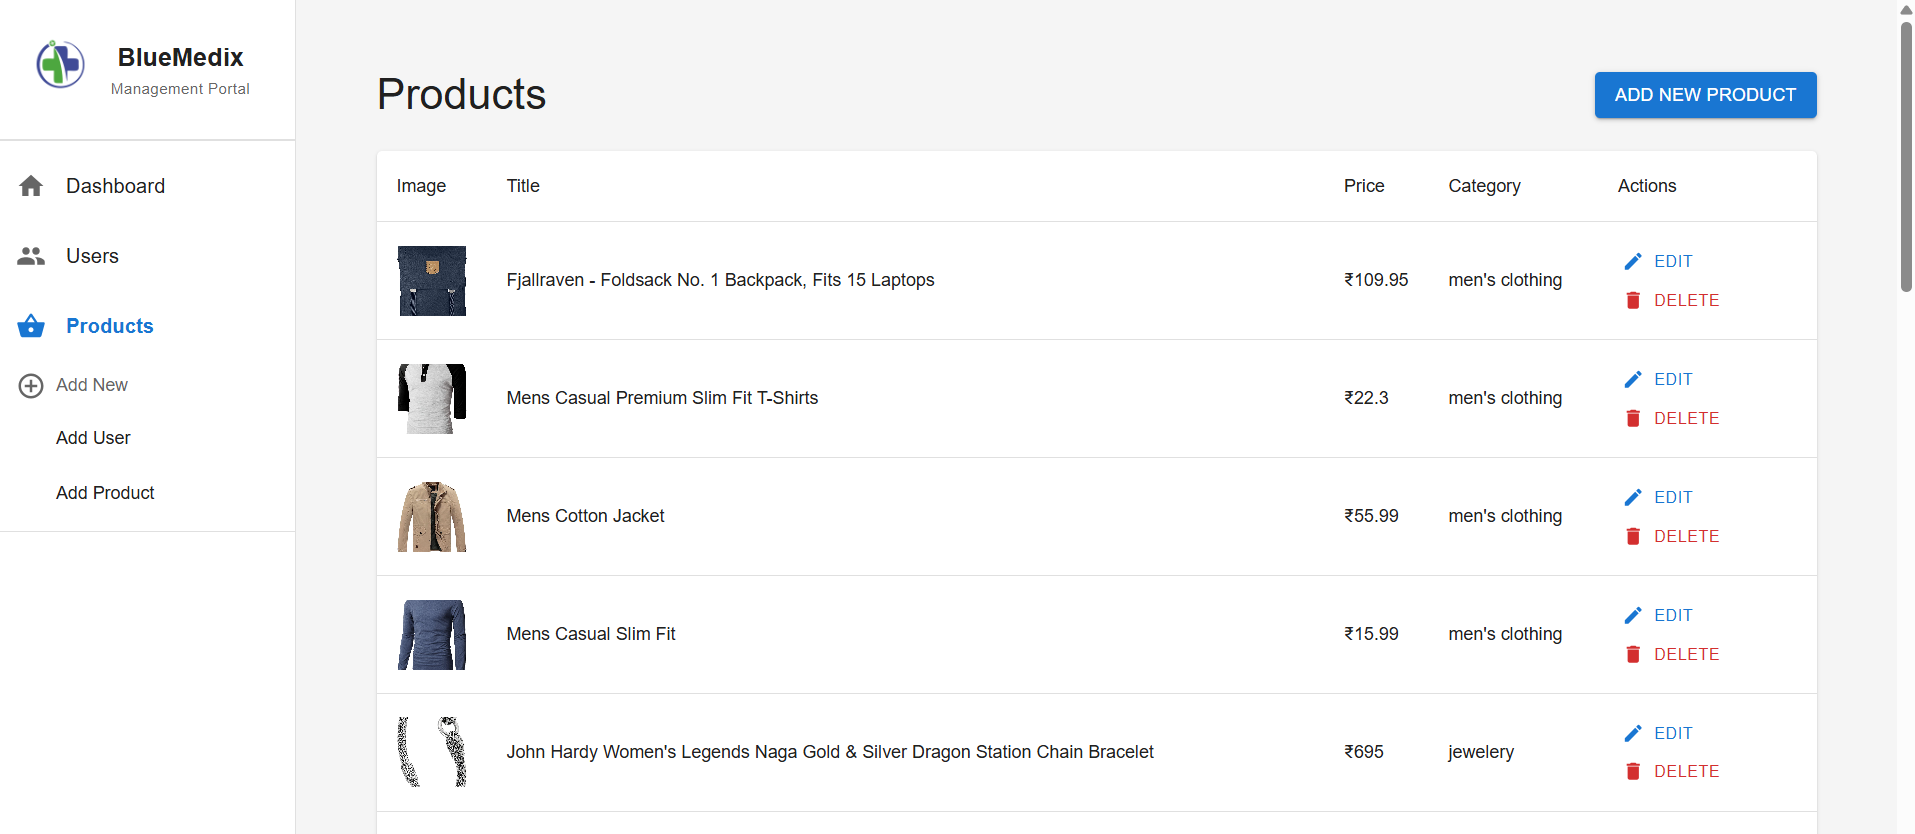 BlueMedix
Management Portal
Dashboard
Users
Products
Add New
Add User
Add Product
Products
ADD NEW PRODUCT
Image Title Price Category Actions
Fjallraven - Foldsack No. 1 Backpack, Fits 15 Laptops ₹109.95 men's clothing
EDIT
DELETE
Mens Casual Premium Slim Fit T-Shirts ₹22.3 men's clothing
EDIT
DELETE
Mens Cotton Jacket ₹55.99 men's clothing
EDIT
DELETE
Mens Casual Slim Fit ₹15.99 men's clothing
EDIT
DELETE
John Hardy Women's Legends Naga Gold & Silver Dragon Station Chain Bracelet ₹695 jewelery
EDIT
DELETE